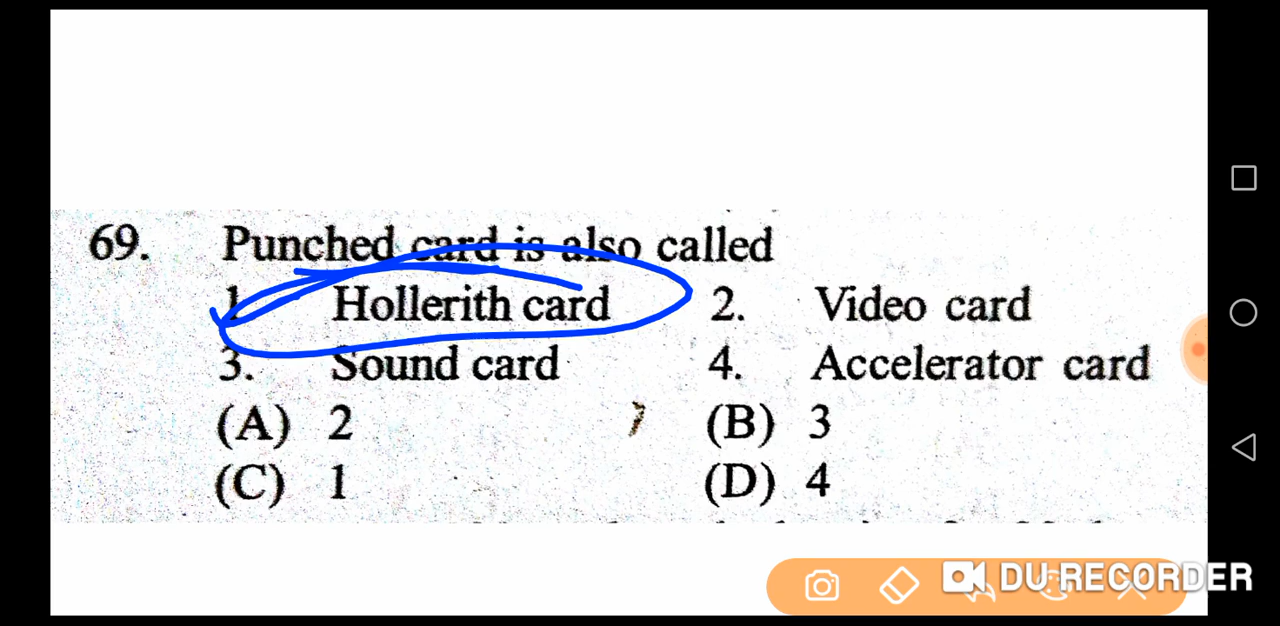 69. Punched card is also called
1. Hollerith card 2. Video card
3. Sound card 4. Accelerator card
(A) 2 (B) 3
(C) 1 (D) 4
DU RECORDER